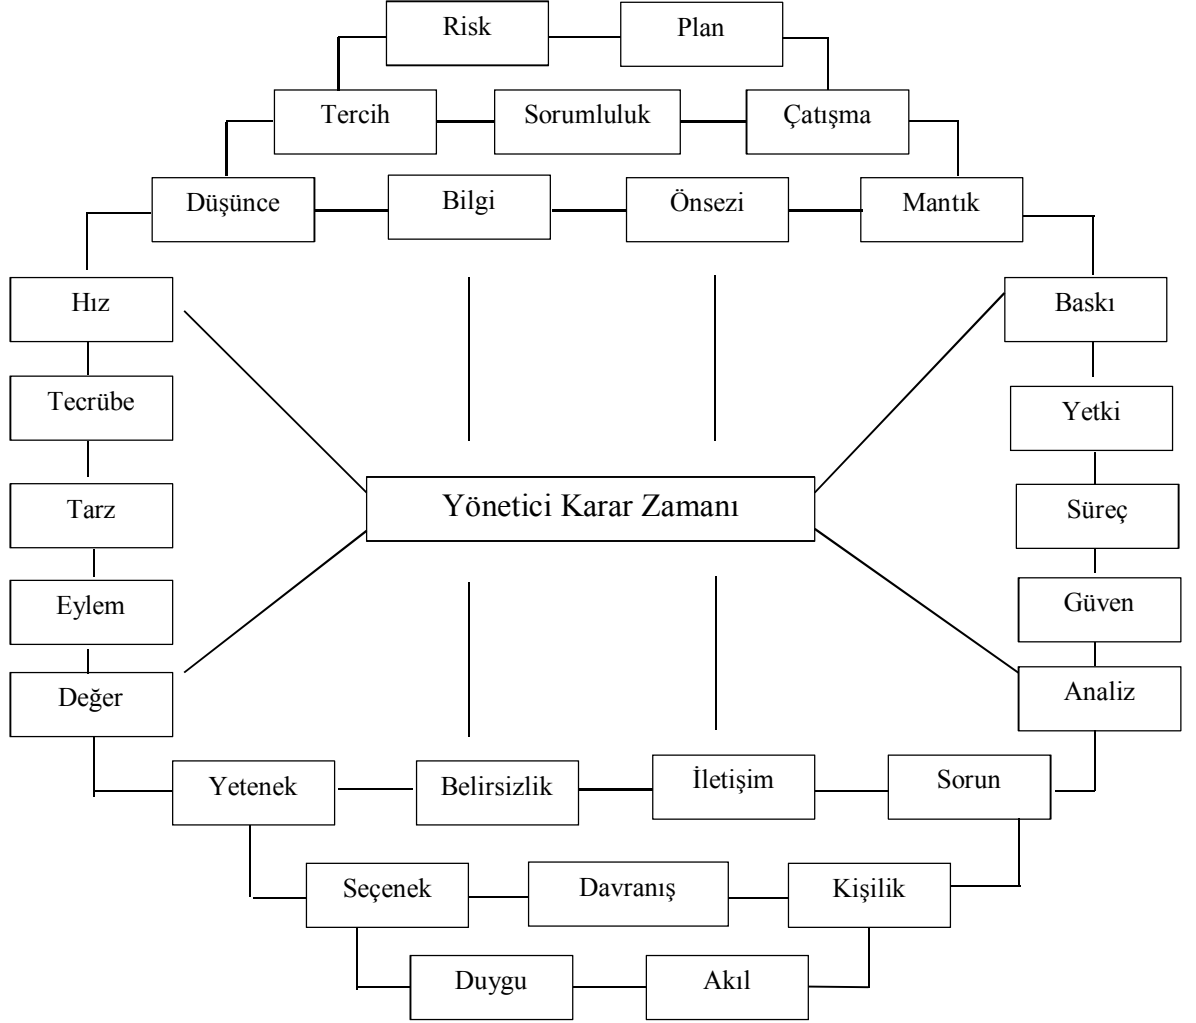 Risk
Plan
Tercih
Sorumluluk
Çatışma
Düşünce
Bilgi
Önsezi
Mantık
Hız
Baskı
Tecrübe
Yetki
Yönetici Karar Zamanı
Tarz
Süreç
Eylem
Güven
Değer
Analiz
Yetenek
Belirsizlik
İletişim
Sorun
Seçenek
Davranış
Kişilik
Duygu
Akıl